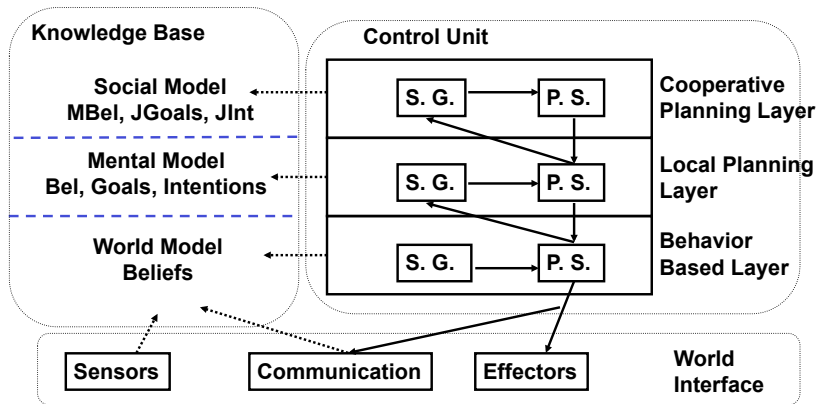 Knowledge Base
Control Unit
Social Model
MBel, JGoals, JInt
S. G.
P. S.
Cooperative
Planning Layer
Mental Model
Bel, Goals, Intentions
S. G.
P. S.
Local Planning
Layer
World Model
Beliefs
S. G.
P. S.
Behavior
Based Layer
Sensors
Communication
Effectors
World
Interface